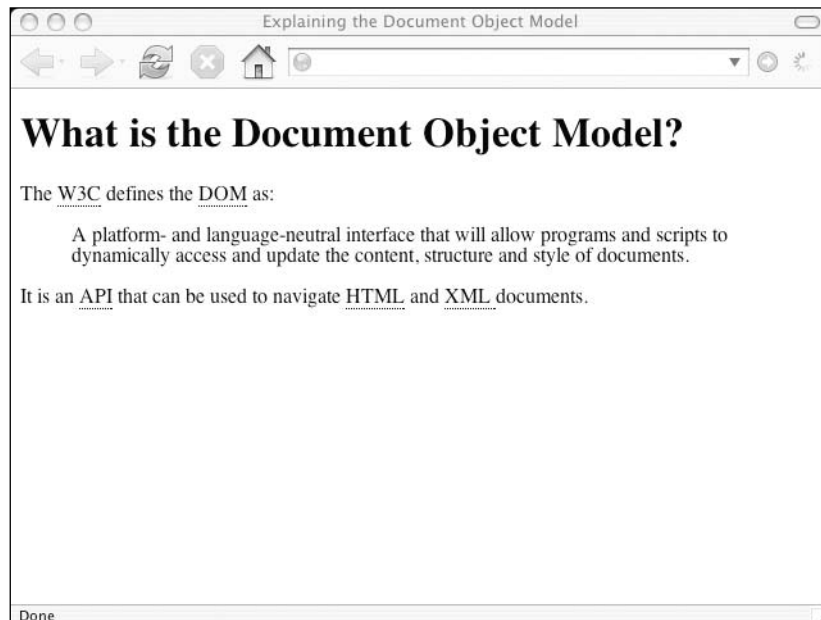 Explaining the Document Object Model
What is the Document Object Model?
The W3C defines the DOM as:
A platform- and language-neutral interface that will allow programs and scripts to
dynamically access and update the content, structure and style of documents.
It is an API that can be used to navigate HTML and XML documents.
Done